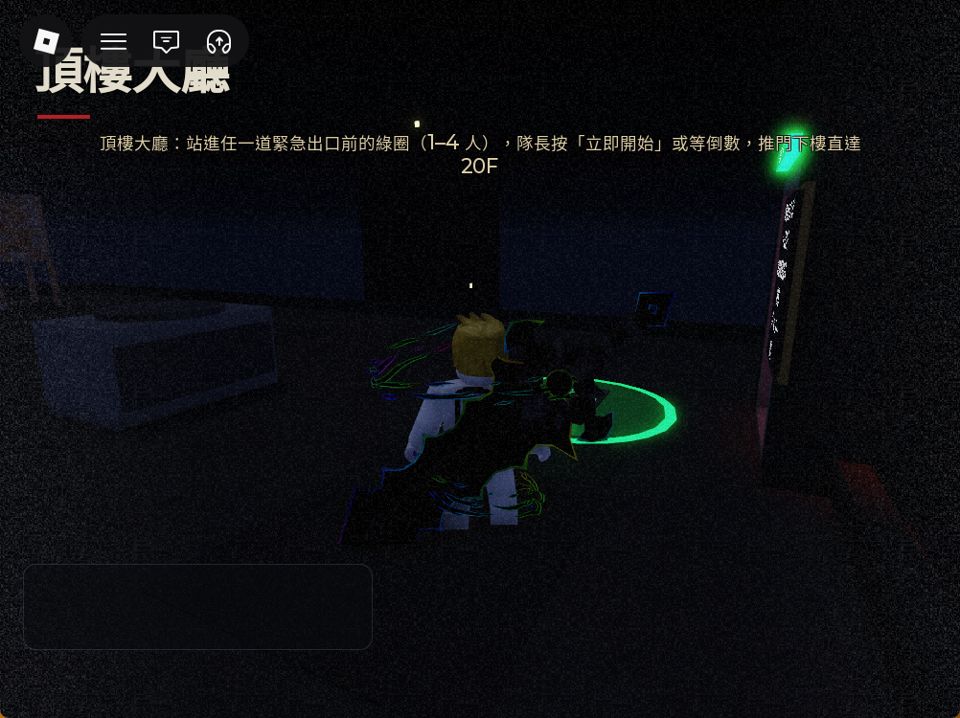 頂樓大廳
頂樓大廳：站進任一道緊急出口前的綠圈（1–4 人），隊長按「立即開始」或等倒數，推門下樓直達
20F